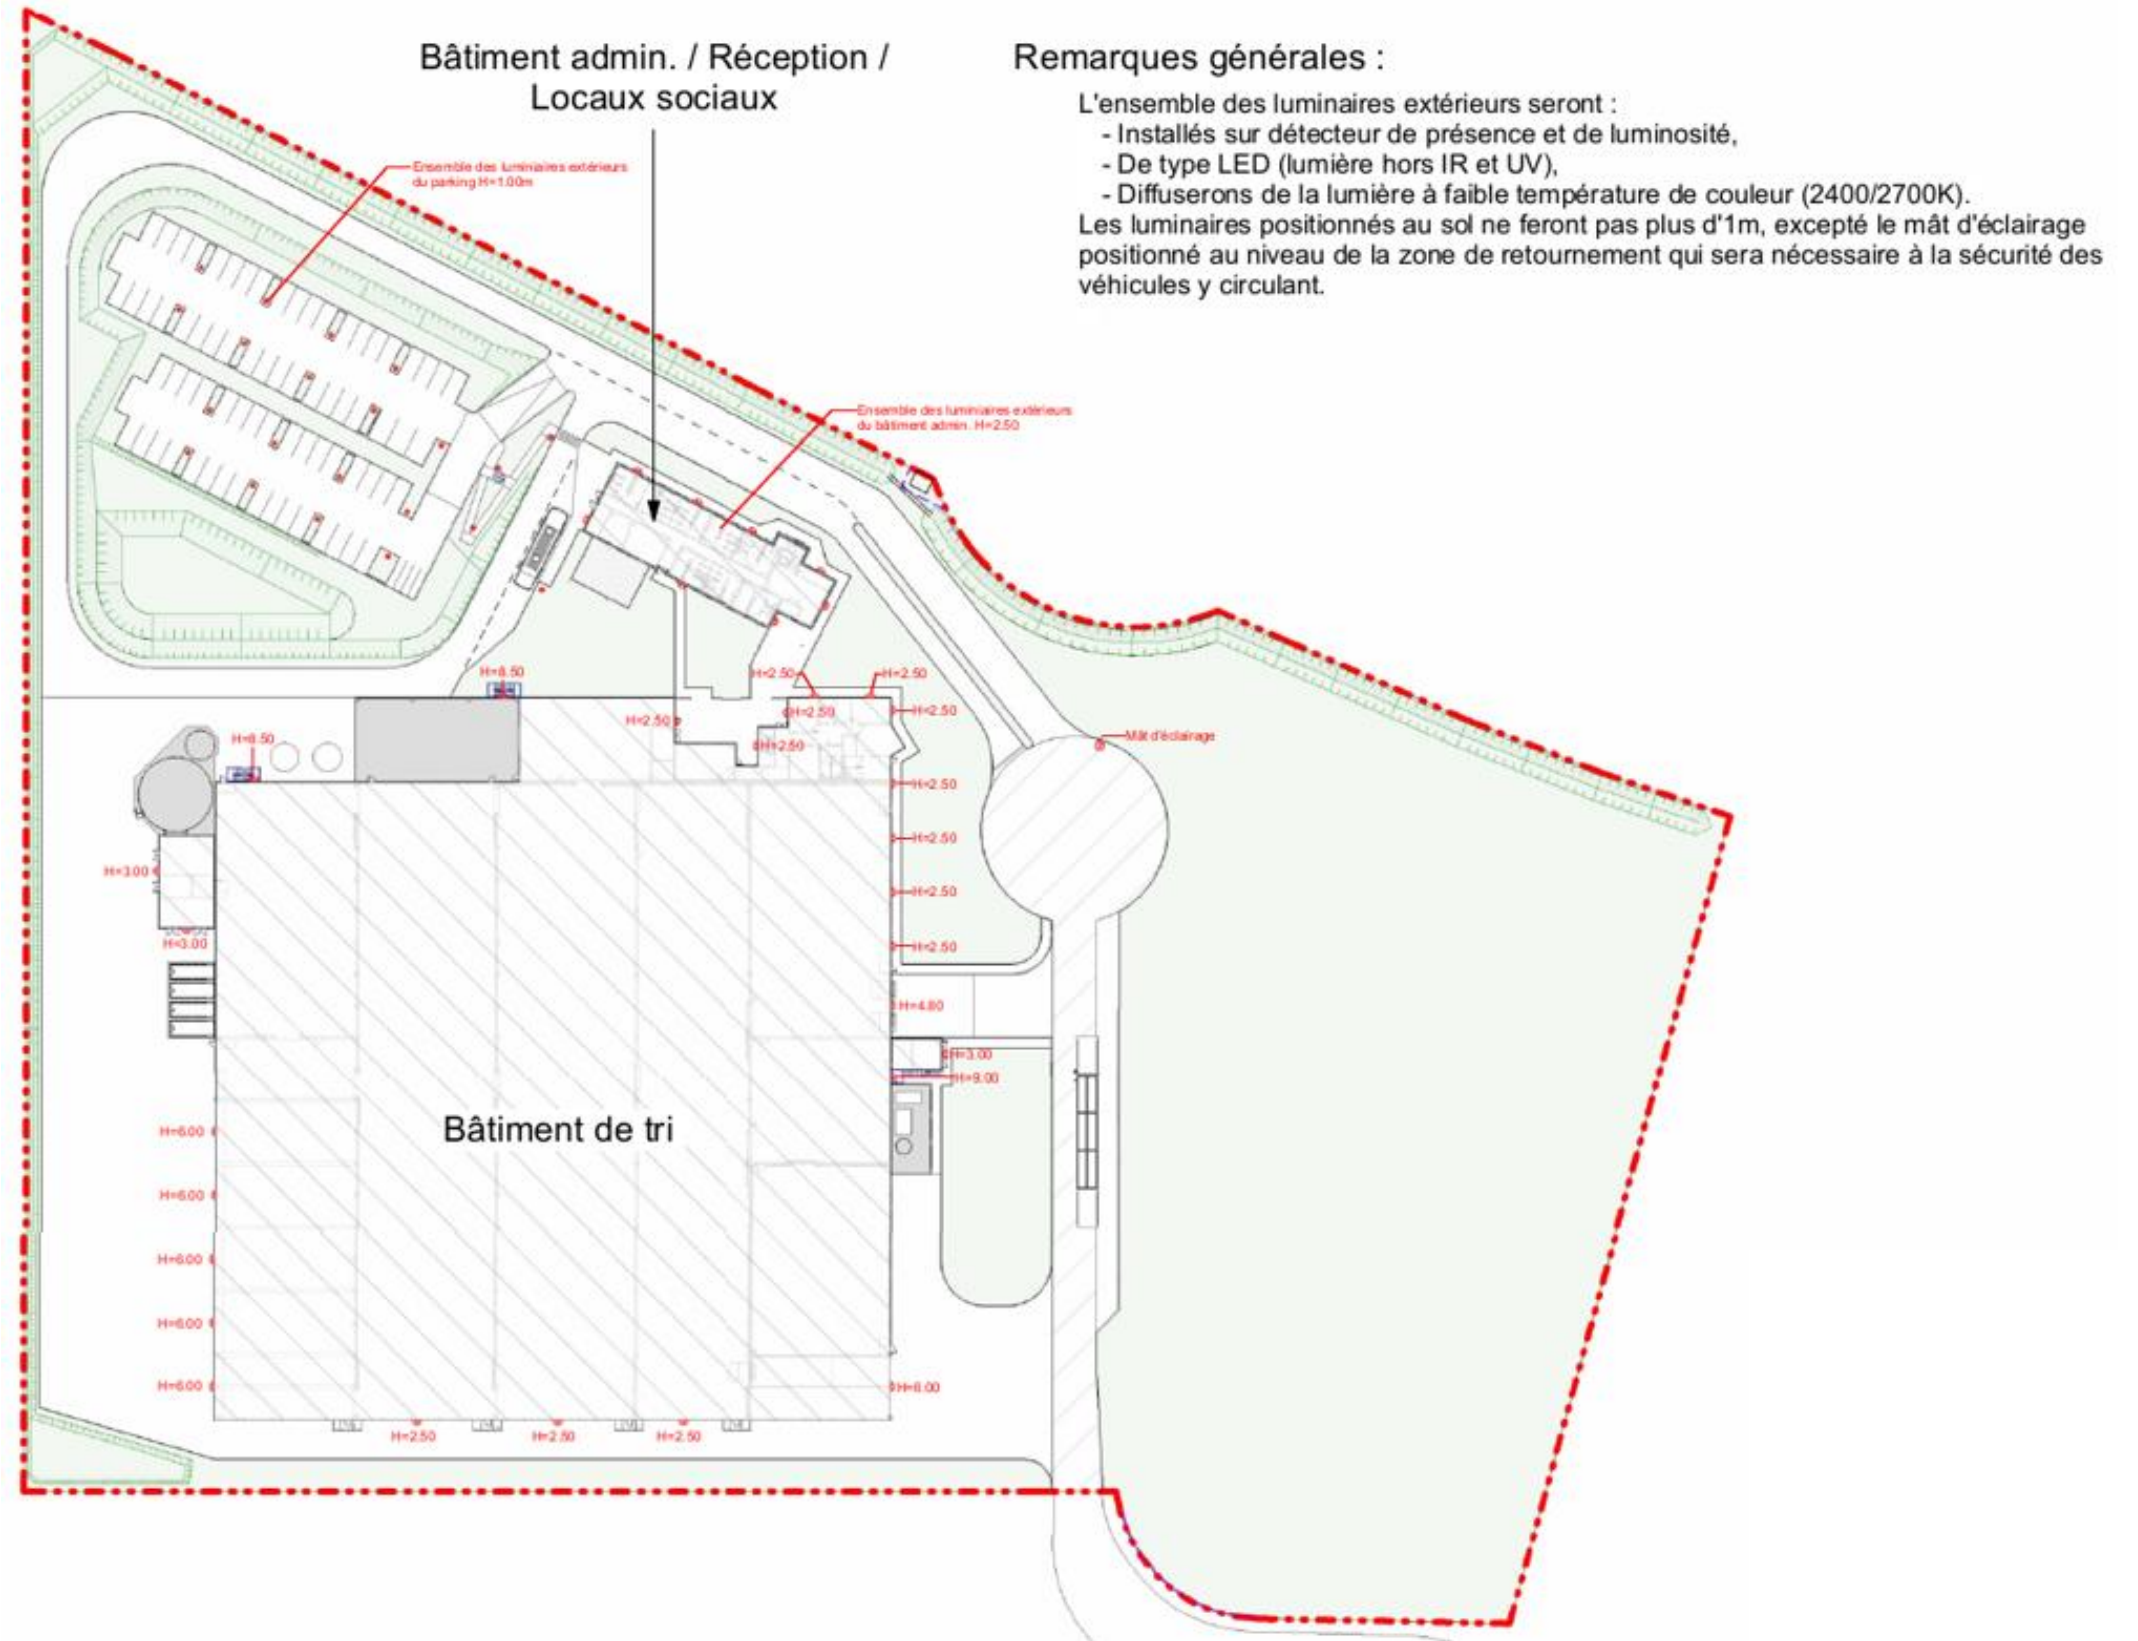 Bâtiment admin. / Réception /
Locaux sociaux
Remarques générales :
L'ensemble des luminaires extérieurs seront :
- Installés sur détecteur de présence et de luminosité,
- De type LED (lumière hors IR et UV),
- Diffuserons de la lumière à faible température de couleur (2400/2700K).
Les luminaires positionnés au sol ne feront pas plus d'1m, excepté le mât d'éclairage
positionné au niveau de la zone de retournement qui sera nécessaire à la sécurité des
véhicules y circulant.
Ensemble des luminiaires extérieurs
du parking H=1.00m
Ensemble des luminiaires extérieurs
du bâtiment admin. H=2.50
H=8.50
H=2.50
H=2.50
H=2.50
H=2.50
H=2.50
H=2.50
Mât d'éclairage
H=2.50
H=2.50
H=2.50
H=2.50
H=3.00
H=3.00
H=4.80
H=3.00
H=9.00
Bâtiment de tri
H=6.00
H=6.00
H=6.00
H=6.00
H=6.00
H=6.00
H=2.50
H=2.50
H=2.50